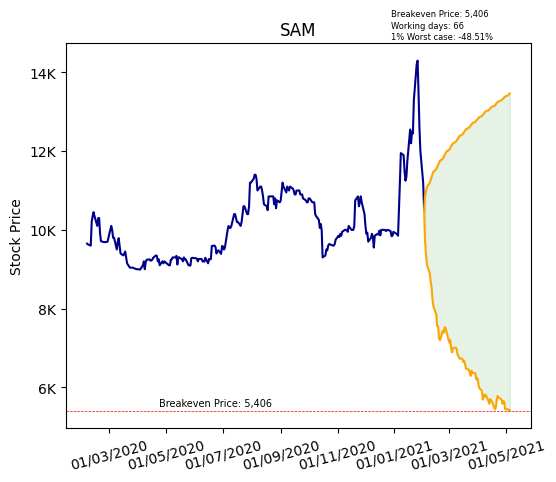 Breakeven Price: 5,406
Working days: 66
1% Worst case: -48.51%
SAM
Stock Price
14K
12K
10K
8K
6K
Breakeven Price: 5,406
01/03/2020
01/05/2020
01/07/2020
01/09/2020
01/11/2020
01/01/2021
01/03/2021
01/05/2021